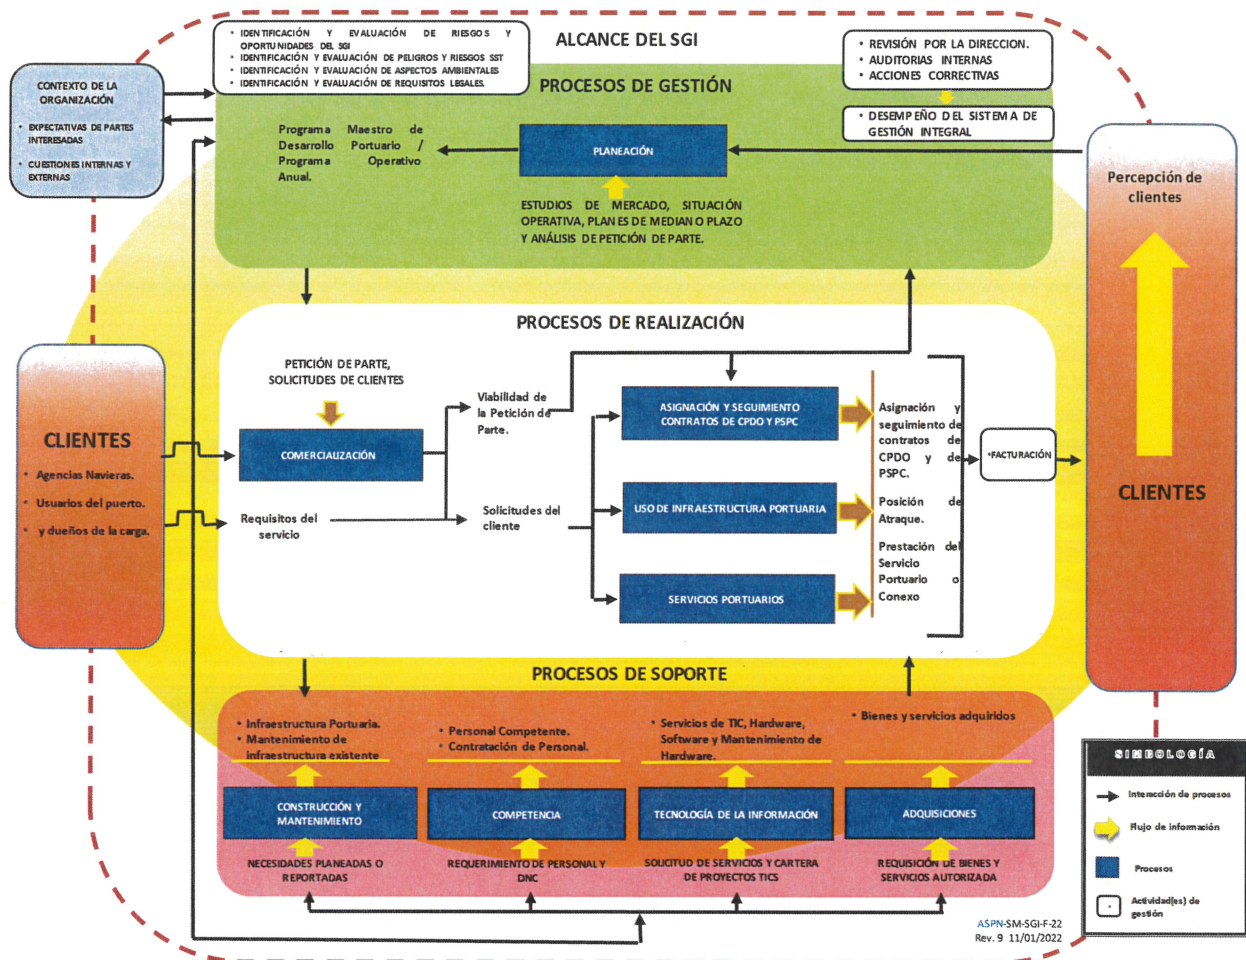 • IDENTIFICACIÓN Y EVALUACIÓN DE RIESGOS Y
OPORTUNIDADES DEL SGI
• IDENTIFICACIÓN Y EVALUACIÓN DE PELIGROS Y RIESGOS SST
• IDENTIFICACIÓN Y EVALUACIÓN DE ASPECTOS AMBIENTALES
• IDENTIFICACIÓN Y EVALUACIÓN DE REQUISITOS LEGALES.
ALCANCE DEL SGI
• REVISIÓN POR LA DIRECCION.
• AUDITORIAS INTERNAS
• ACCIONES CORRECTIVAS
• DESEMPEÑO DEL SISTEMA DE
GESTIÓN INTEGRAL
CONTEXTO DE LA
ORGANIZACIÓN
• EXPECTATIVAS DE PARTES
INTERESADAS
• CUESTIONES INTERNAS Y
EXTERNAS
PROCESOS DE GESTIÓN
Programa Maestro de
Desarrollo Portuario /
Programa Operativo
Anual.
PLANEACIÓN
ESTUDIOS DE MERCADO, SITUACIÓN
OPERATIVA, PLANES DE MEDIANO PLAZO
Y ANÁLISIS DE PETICIÓN DE PARTE.
Percepción de
clientes
CLIENTES
PROCESOS DE REALIZACIÓN
CLIENTES
• Agencias Navieras.
• Usuarios del puerto.
• y dueños de la carga.
PETICIÓN DE PARTE,
SOLICITUDES DE CLIENTES
COMERCIALIZACIÓN
Requisitos del
servicio
Viabilidad de
la Petición de
Parte.
Solicitudes del
cliente
ASIGNACIÓN Y SEGUIMIENTO
CONTRATOS DE CPDO Y PSPC
USO DE INFRAESTRUCTURA PORTUARIA
SERVICIOS PORTUARIOS
Asignación y
seguimiento de
contratos de
CPDO y de
PSPC.
Posición de
Atraque.
Prestación del
Servicio
Portuario o
Conexo
•FACTURACIÓN
PROCESOS DE SOPORTE
• Infraestructura Portuaria.
• Mantenimiento de
infraestructura existente
• Personal Competente.
• Contratación de Personal.
• Servicios de TIC, Hardware,
Software y Mantenimiento de
Hardware.
• Bienes y servicios adquiridos
CONSTRUCCIÓN Y
MANTENIMIENTO
COMPETENCIA
TECNOLOGÍA DE LA INFORMACIÓN
ADQUISICIONES
NECESIDADES PLANEADAS O
REPORTADAS
REQUERIMIENTO DE PERSONAL Y
DNC
SOLICITUD DE SERVICIOS Y CARTERA
DE PROYECTOS TICS
REQUISICIÓN DE BIENES Y
SERVICIOS AUTORIZADA
SIMBOLOGÍA
Interacción de procesos
Flujo de información
Procesos
Actividad(es) de
gestión
ASPN-SM-SGI-F-22
Rev. 9 11/01/2022